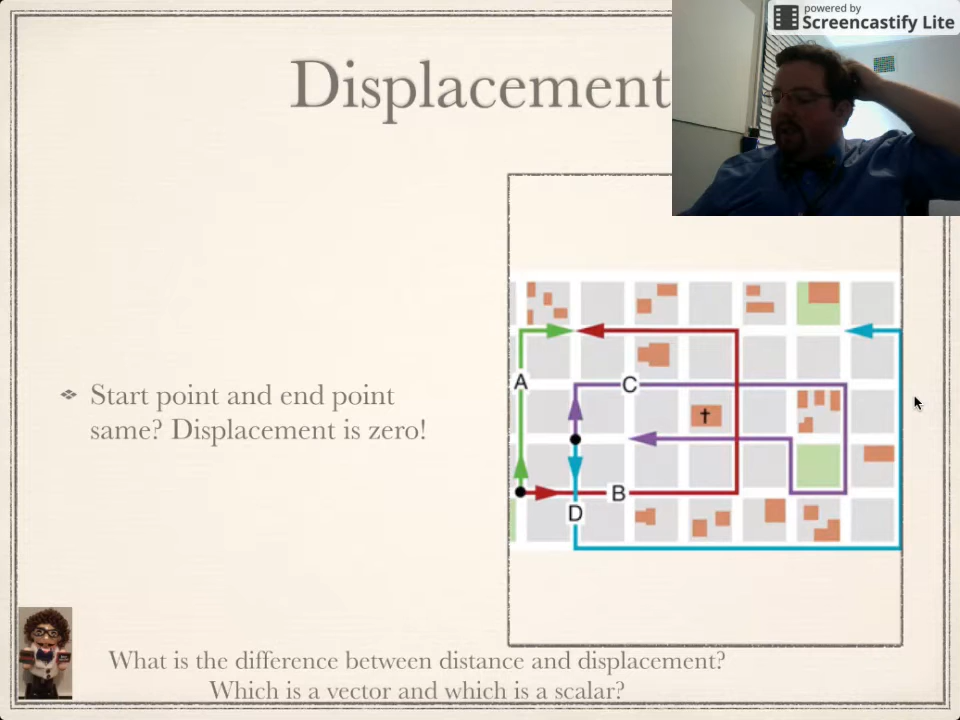 powered by
Screencastify Lite
Displacement
Start point and end point
same? Displacement is zero!
A
C
B
D
What is the difference between distance and displacement?
Which is a vector and which is a scalar?